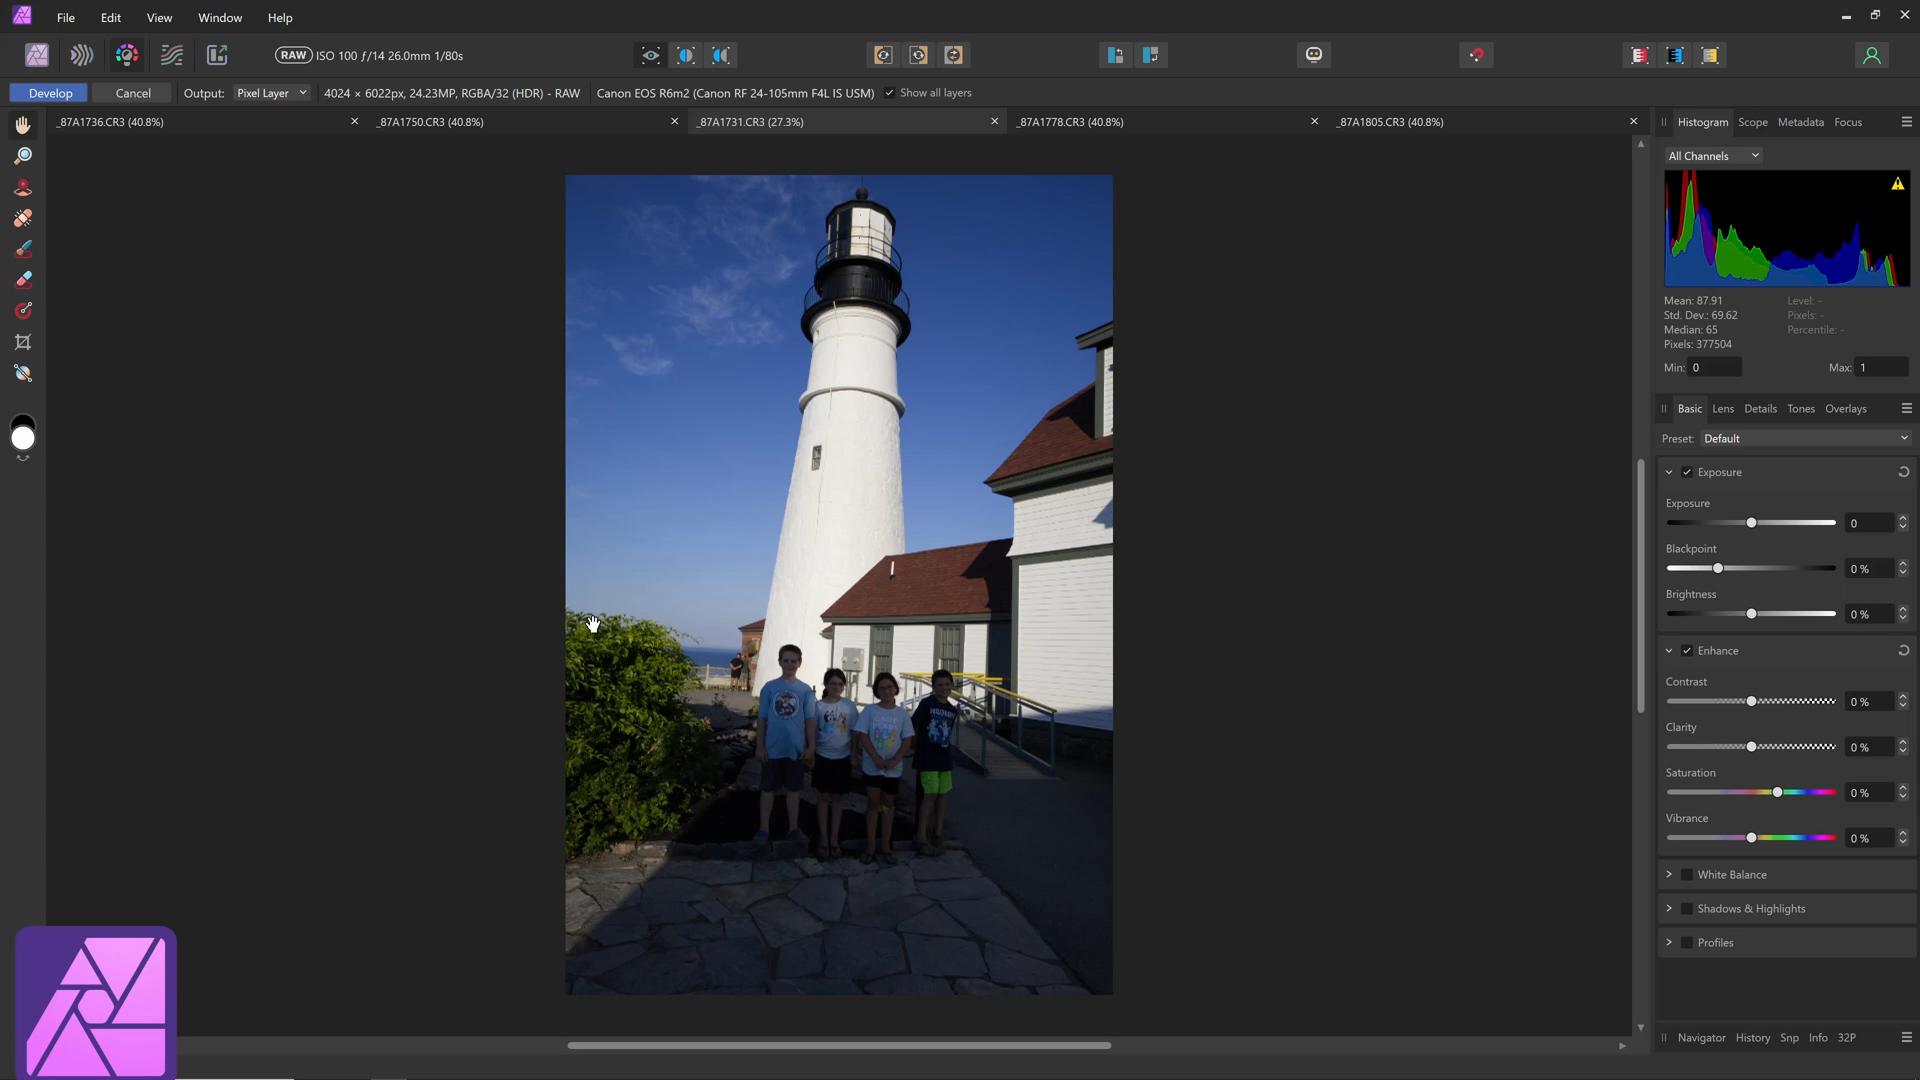 File Edit View Window Help
RAW ISO 100 ƒ/14 26.0mm 1/80s
Develop Cancel Output: Pixel Layer 4024 × 6022px, 24.23MP, RGBA/32 (HDR) - RAW Canon EOS R6m2 (Canon RF 24-105mm F4L IS USM) Show all layers
_87A1736.CR3 (40.8%) _87A1750.CR3 (40.8%) _87A1731.CR3 (27.3%) _87A1778.CR3 (40.8%) _87A1805.CR3 (40.8%)
Histogram Scope Metadata Focus
All Channels
Mean: 87.91 Level: -
Std. Dev.: 69.62 Pixels: -
Median: 65 Percentile: -
Pixels: 377504
Min: 0 Max: 1
Basic Lens Details Tones Overlays
Preset: Default
Exposure
Exposure
0
Blackpoint
0 %
Brightness
0 %
Enhance
Contrast
0 %
Clarity
0 %
Saturation
0 %
Vibrance
0 %
White Balance
Shadows & Highlights
Profiles
Navigator History Snp Info 32P